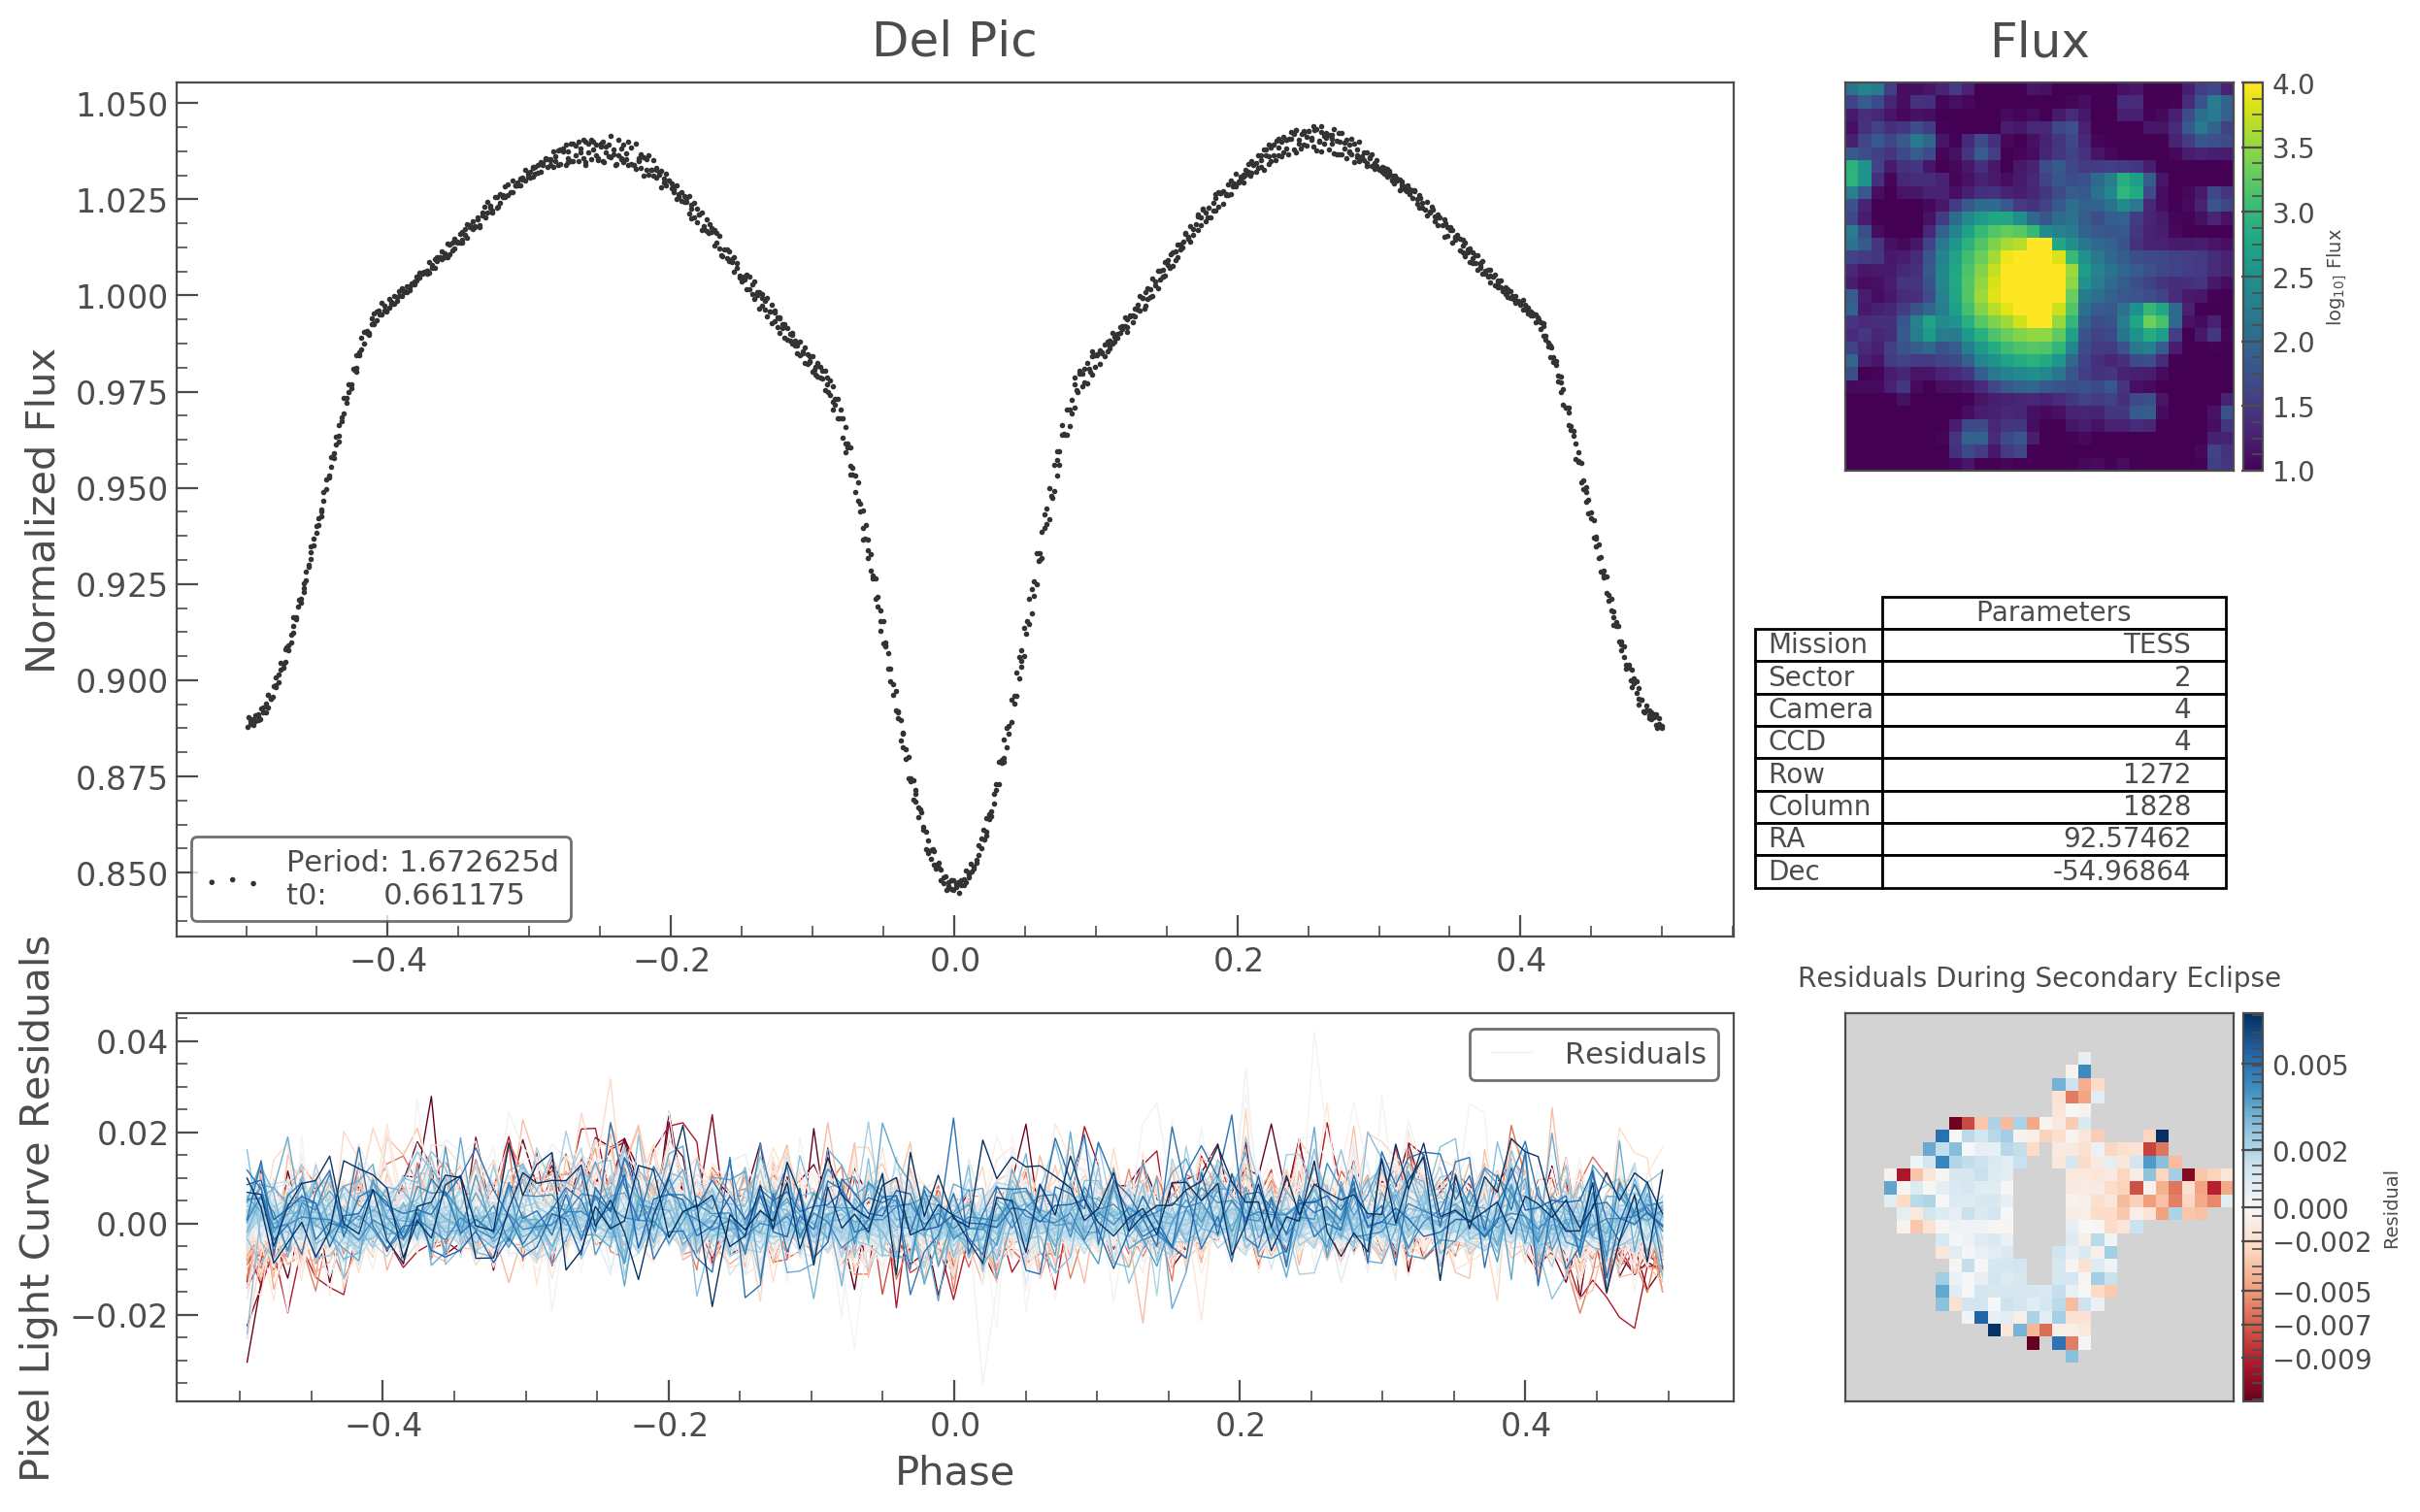 Del Pic
Normalized Flux
1.050
1.025
1.000
0.975
0.950
0.925
0.900
0.875
0.850
Period: 1.672625d
t0: 0.661175
−0.4 −0.2 0.0 0.2 0.4
Flux
4.0
3.5
3.0
2.5
2.0
1.5
1.0
log10] Flux
Parameters
Mission TESS
Sector 2
Camera 4
CCD 4
Row 1272
Column 1828
RA 92.57462
Dec -54.96864
Pixel Light Curve Residuals
0.04
0.02
0.00
−0.02
Residuals
−0.4 −0.2 0.0 0.2 0.4
Phase
Residuals During Secondary Eclipse
0.005
0.002
0.000
−0.002
−0.005
−0.007
−0.009
Residual